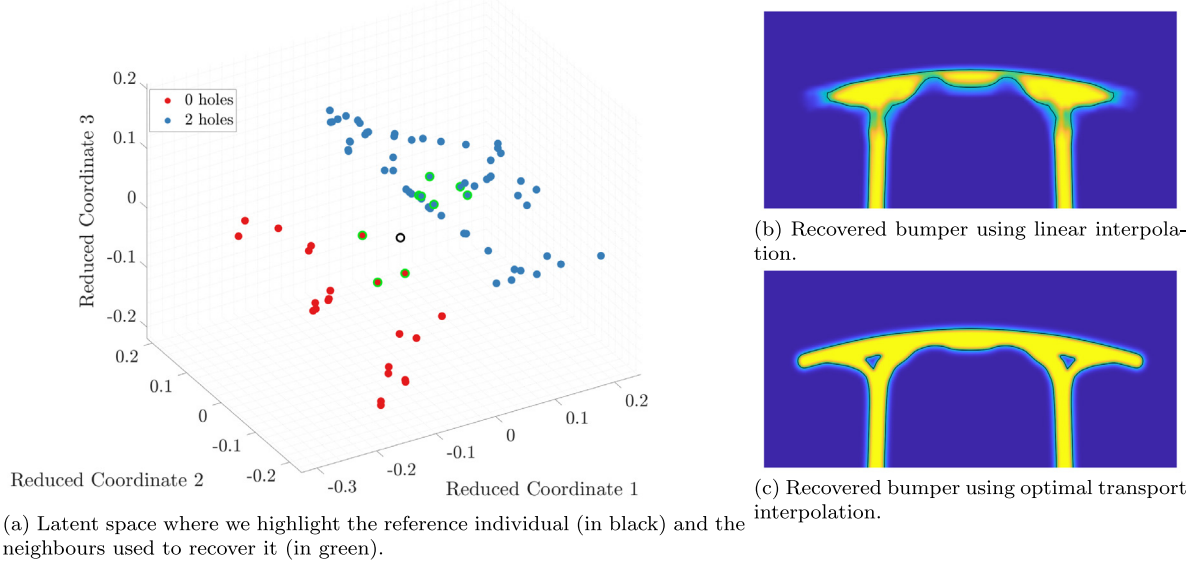 0.2
0.1
0
-0.1
-0.2
Reduced Coordinate 3
0 holes
2 holes
0.2
0.1
0
-0.1
-0.2
Reduced Coordinate 2
-0.3
-0.2
-0.1
0
0.1
0.2
Reduced Coordinate 1
(a) Latent space where we highlight the reference individual (in black) and the
neighbours used to recover it (in green).
(b) Recovered bumper using linear interpola-
tion.
(c) Recovered bumper using optimal transport
interpolation.